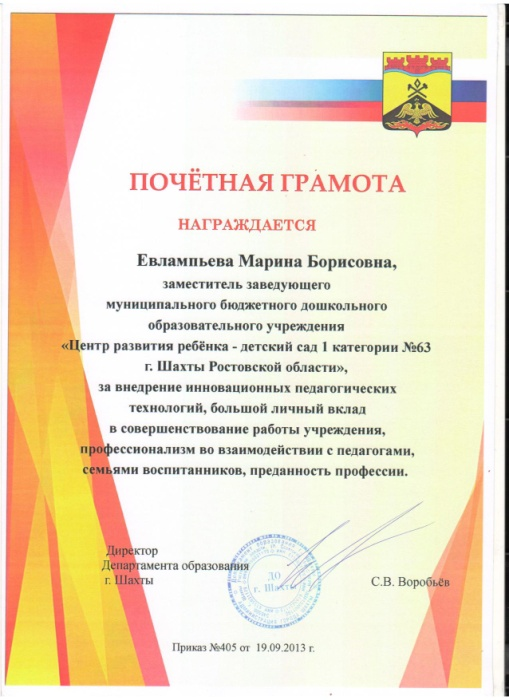 ПОЧЁТНАЯ ГРАМОТА
НАГРАЖДАЕТСЯ
Евлампьева Марина Борисовна,
заместитель заведующего
муниципального бюджетного дошкольного
образовательного учреждения
«Центр развития ребёнка - детский сад 1 категории №63
г. Шахты Ростовской области»,
за внедрение инновационных педагогических
технологий, большой личный вклад
в совершенствование работы учреждения,
профессионализм во взаимодействии с педагогами,
семьями воспитанников, преданность профессии.
Директор
Департамента образования
г. Шахты
ДО
г. Шахты
С.В. Воробьёв
Приказ №405 от 19.09.2013 г.